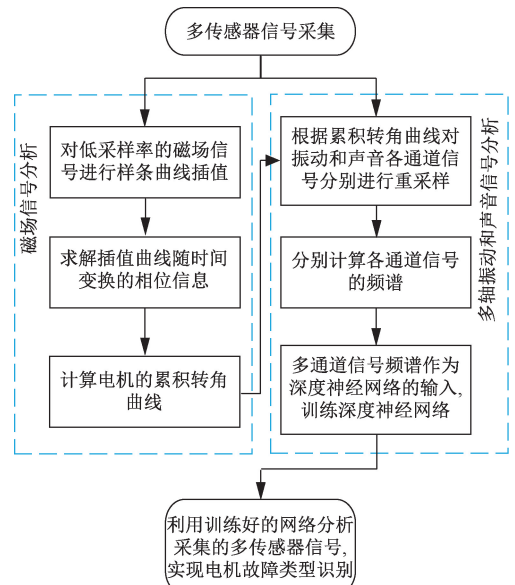 多传感器信号采集
磁场信号分析
对低采样率的磁场信
号进行样条曲线插值
求解插值曲线随时间
变换的相位信息
计算电机的累积转角
曲线
根据累积转角曲线对
振动和声音各通道信
号分别进行重采样
分别计算各通道信号
的频谱
多通道信号频谱作为
深度神经网络的输入,
训练深度神经网络
多轴振动和声音信号分析
利用训练好的网络分析
采集的多传感器信号,
实现电机故障类型识别